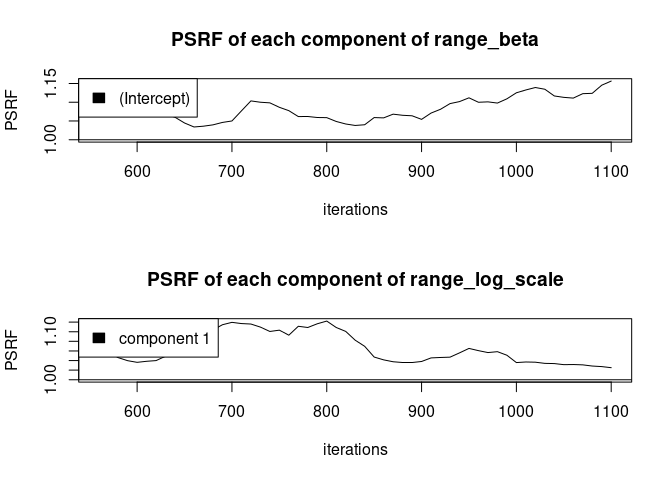 PSRF of each component of range_beta
PSRF
1.15
1.00
(Intercept)
600 700 800 900 1000 1100
iterations
PSRF of each component of range_log_scale
PSRF
1.10
1.00
component 1
600 700 800 900 1000 1100
iterations